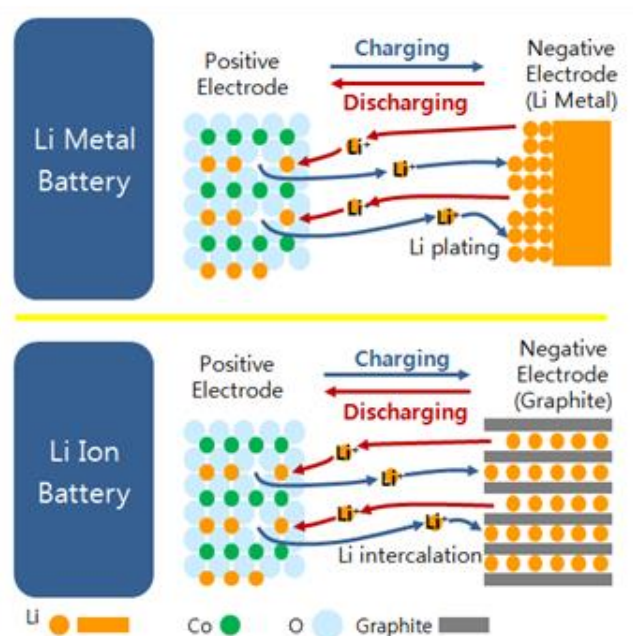 Li Metal
Battery
Positive
Electrode
Charging
Discharging
Negative
Electrode
(Li Metal)
Li+
Li+
Li+
Li+
Li plating
Li Ion
Battery
Positive
Electrode
Charging
Discharging
Negative
Electrode
(Graphite)
Li+
Li+
Li+
Li+
Li intercalation
Li
Co
O
Graphite